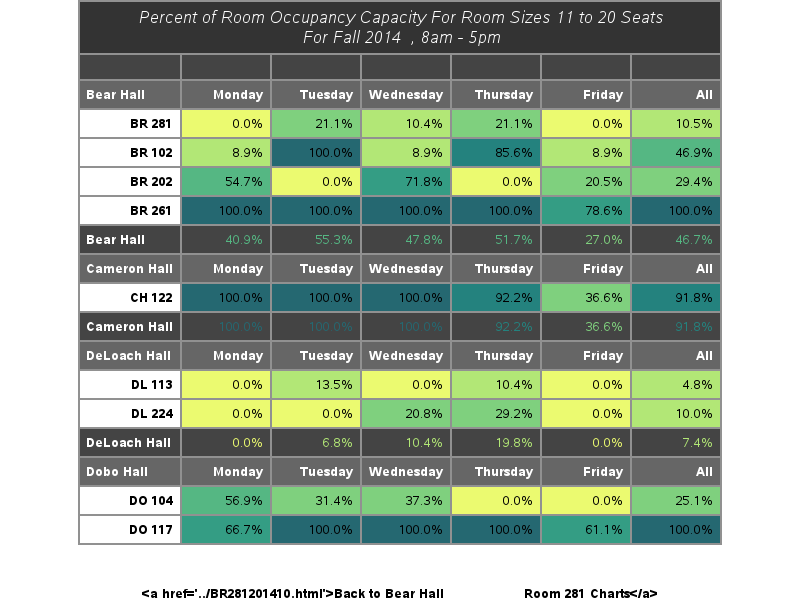 Percent of Room Occupancy Capacity For Room Sizes 11 to 20 Seats
For Fall 2014 , 8am - 5pm
Bear Hall Monday Tuesday Wednesday Thursday Friday All
BR 281 0.0% 21.1% 10.4% 21.1% 0.0% 10.5%
BR 102 8.9% 100.0% 8.9% 85.6% 8.9% 46.9%
BR 202 54.7% 0.0% 71.8% 0.0% 20.5% 29.4%
BR 261 100.0% 100.0% 100.0% 100.0% 78.6% 100.0%
Bear Hall 40.9% 55.3% 47.8% 51.7% 27.0% 46.7%
Cameron Hall Monday Tuesday Wednesday Thursday Friday All
CH 122 100.0% 100.0% 100.0% 92.2% 36.6% 91.8%
Cameron Hall 100.0% 100.0% 100.0% 92.2% 36.6% 91.8%
DeLoach Hall Monday Tuesday Wednesday Thursday Friday All
DL 113 0.0% 13.5% 0.0% 10.4% 0.0% 4.8%
DL 224 0.0% 0.0% 20.8% 29.2% 0.0% 10.0%
DeLoach Hall 0.0% 6.8% 10.4% 19.8% 0.0% 7.4%
Dobo Hall Monday Tuesday Wednesday Thursday Friday All
DO 104 56.9% 31.4% 37.3% 0.0% 0.0% 25.1%
DO 117 66.7% 100.0% 100.0% 100.0% 61.1% 100.0%
<a href='../BR281201410.html'>Back to Bear Hall Room 281 Charts</a>